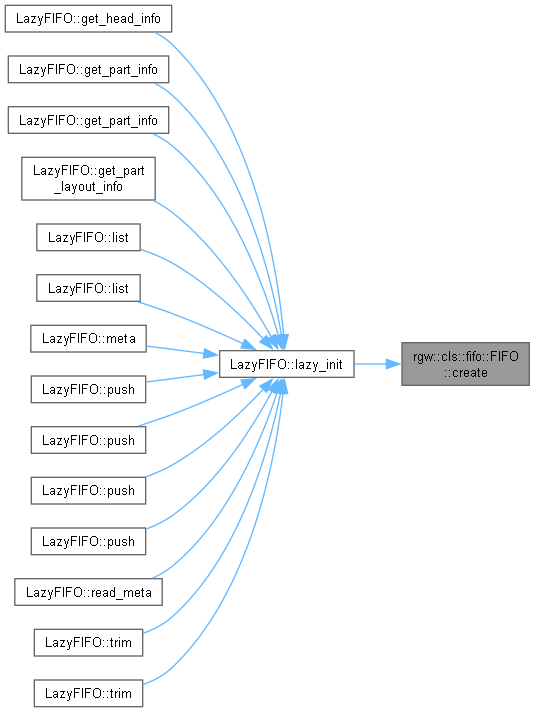 LazyFIFO::get_head_info
LazyFIFO::get_part_info
LazyFIFO::get_part_info
LazyFIFO::get_part
_layout_info
LazyFIFO::list
LazyFIFO::list
LazyFIFO::meta
LazyFIFO::push
LazyFIFO::push
LazyFIFO::push
LazyFIFO::push
LazyFIFO::read_meta
LazyFIFO::trim
LazyFIFO::trim
LazyFIFO::lazy_init
rgw::cls::fifo::FIFO
::create